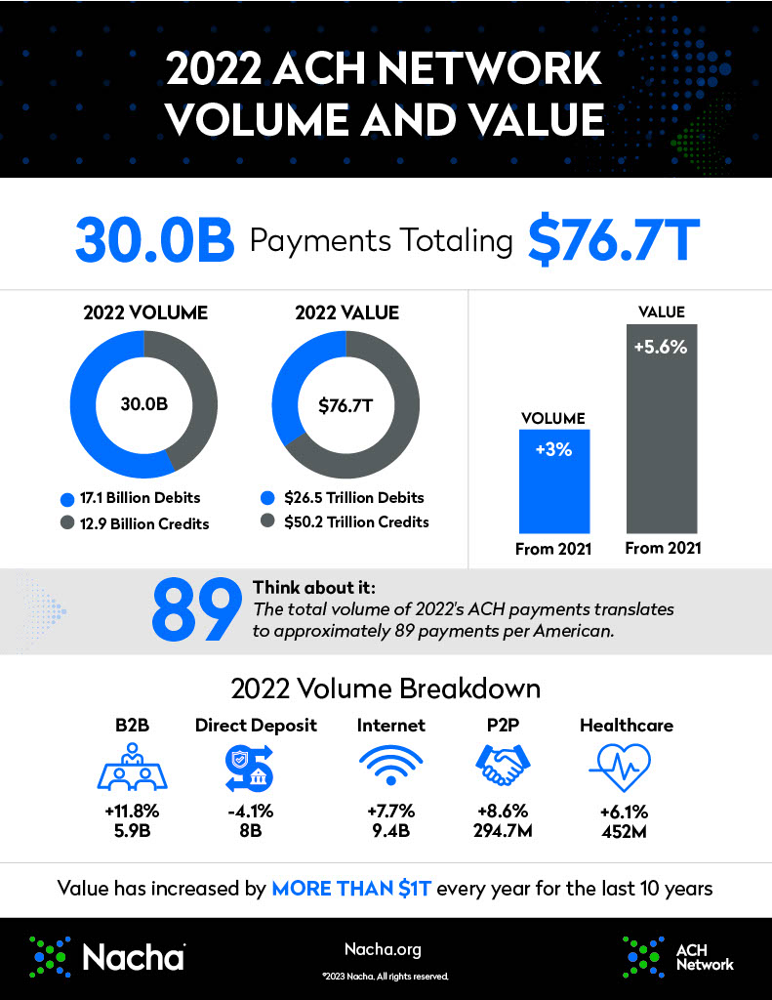 2022 ACH NETWORK
VOLUME AND VALUE
30.0B Payments Totaling $76.7T
2022 VOLUME
30.0B
17.1 Billion Debits
12.9 Billion Credits
2022 VALUE
$76.7T
$26.5 Trillion Debits
$50.2 Trillion Credits
VOLUME
+3%
From 2021
VALUE
+5.6%
From 2021
89
Think about it:
The total volume of 2022's ACH payments translates
to approximately 89 payments per American.
2022 Volume Breakdown
B2B
+11.8%
5.9B
Direct Deposit
-4.1%
8B
Internet
+7.7%
9.4B
P2P
+8.6%
294.7M
Healthcare
+6.1%
452M
Value has increased by MORE THAN $1T every year for the last 10 years
Nacha
Nacha.org
©2023 Nacha, All rights reserved.
ACH
Network